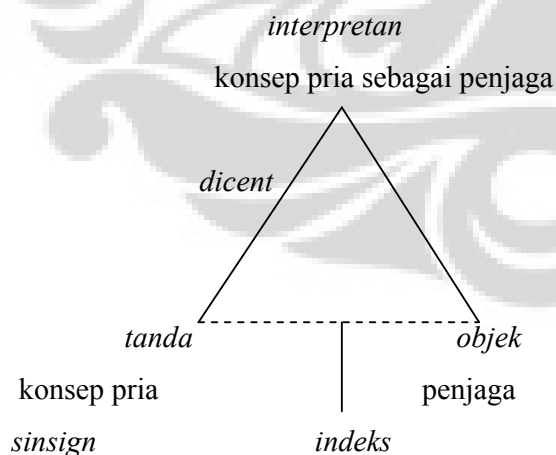 interpretan
konsep pria sebagai penjaga
dicent
tanda objek
konsep pria penjaga
sinsign indeks